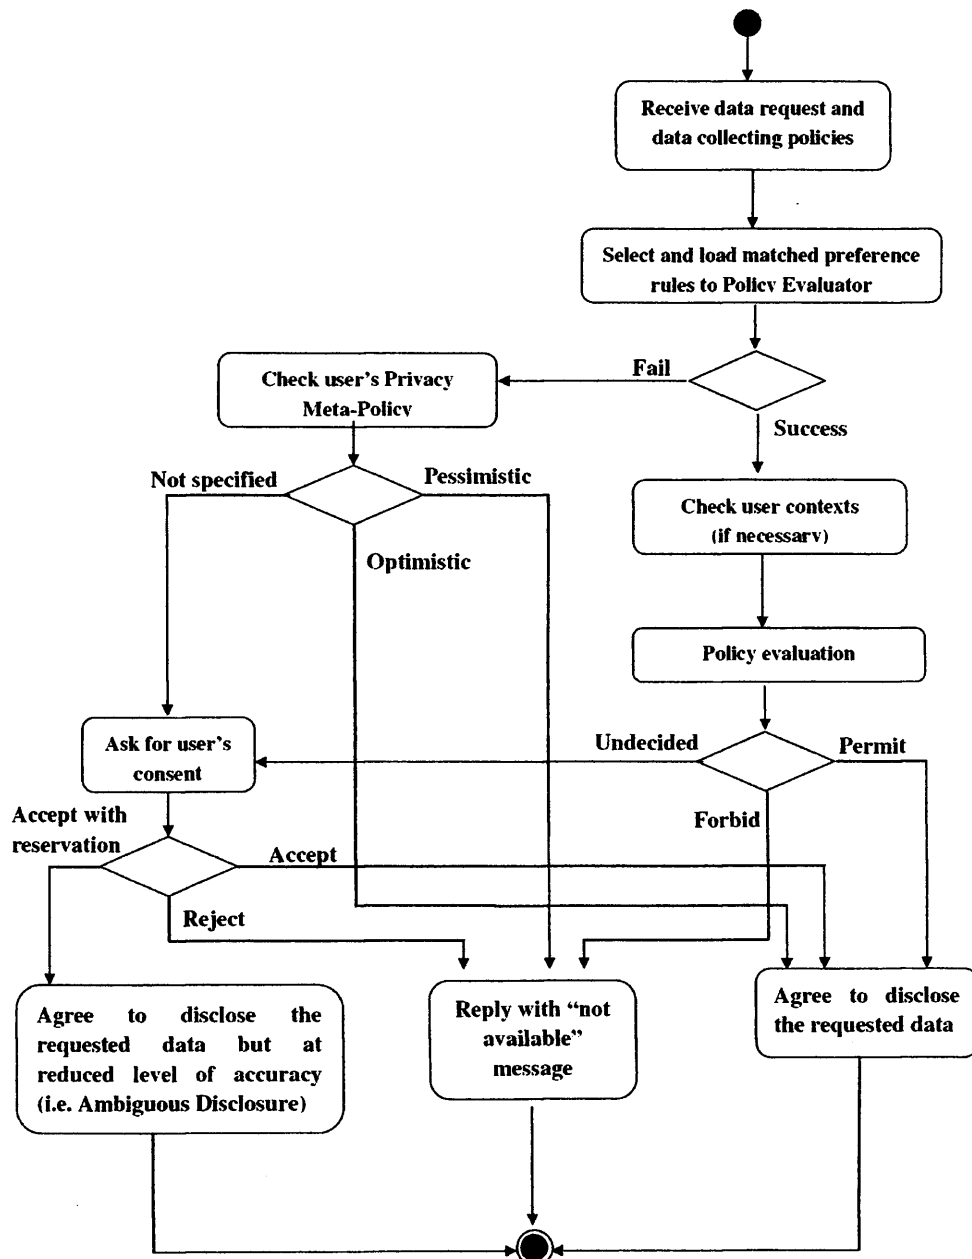 Receive data request and
data collecting policies
Select and load matched preference
rules to Policy Evaluator
Fail
Success
Check user's Privacy
Meta-Policy
Not specified
Pessimistic
Optimistic
Check user contexts
(if necessary)
Policy evaluation
Undecided
Permit
Forbid
Ask for user's
consent
Accept with
reservation
Accept
Reject
Agree to disclose the
requested data but at
reduced level of accuracy
(i.e. Ambiguous Disclosure)
Reply with “not
available”
message
Agree to disclose
the requested data